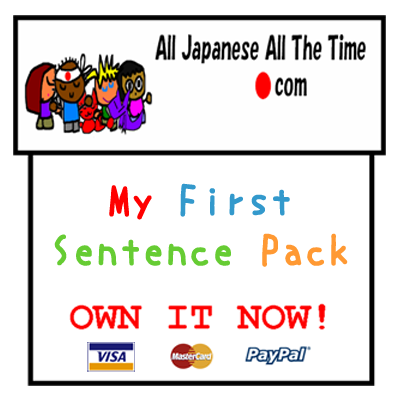 All Japanese All The Time
.com
My First
Sentence Pack
OWN IT NOW!
VISA MasterCard PayPal